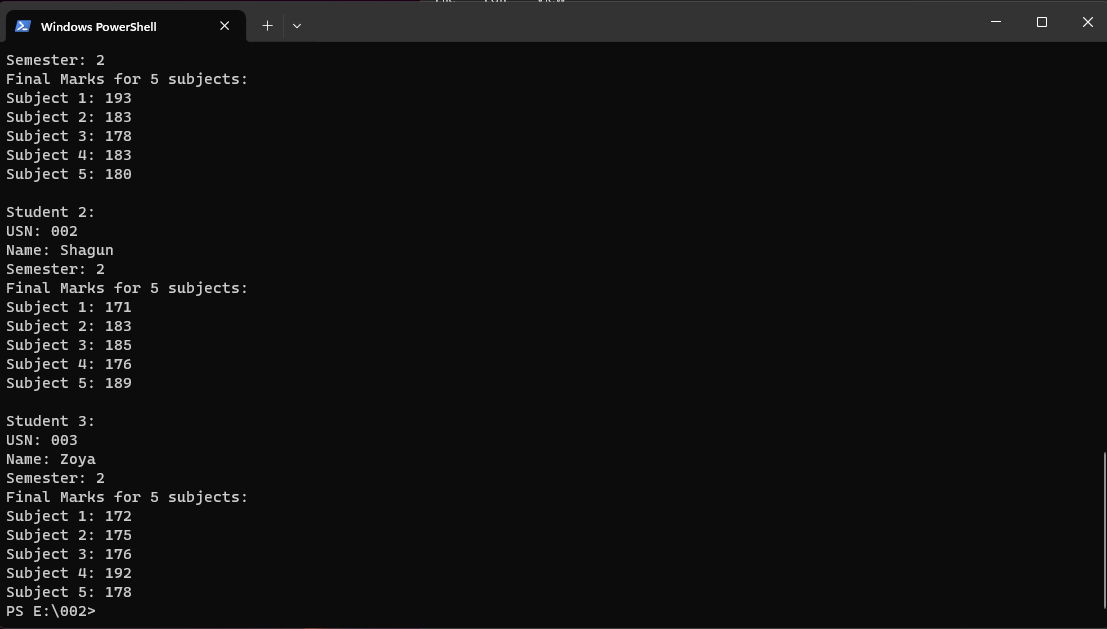 Windows PowerShell
Semester: 2
Final Marks for 5 subjects:
Subject 1: 193
Subject 2: 183
Subject 3: 178
Subject 4: 183
Subject 5: 180
Student 2:
USN: 002
Name: Shagun
Semester: 2
Final Marks for 5 subjects:
Subject 1: 171
Subject 2: 183
Subject 3: 185
Subject 4: 176
Subject 5: 189
Student 3:
USN: 003
Name: Zoya
Semester: 2
Final Marks for 5 subjects:
Subject 1: 172
Subject 2: 175
Subject 3: 176
Subject 4: 192
Subject 5: 178
PS E:\002>